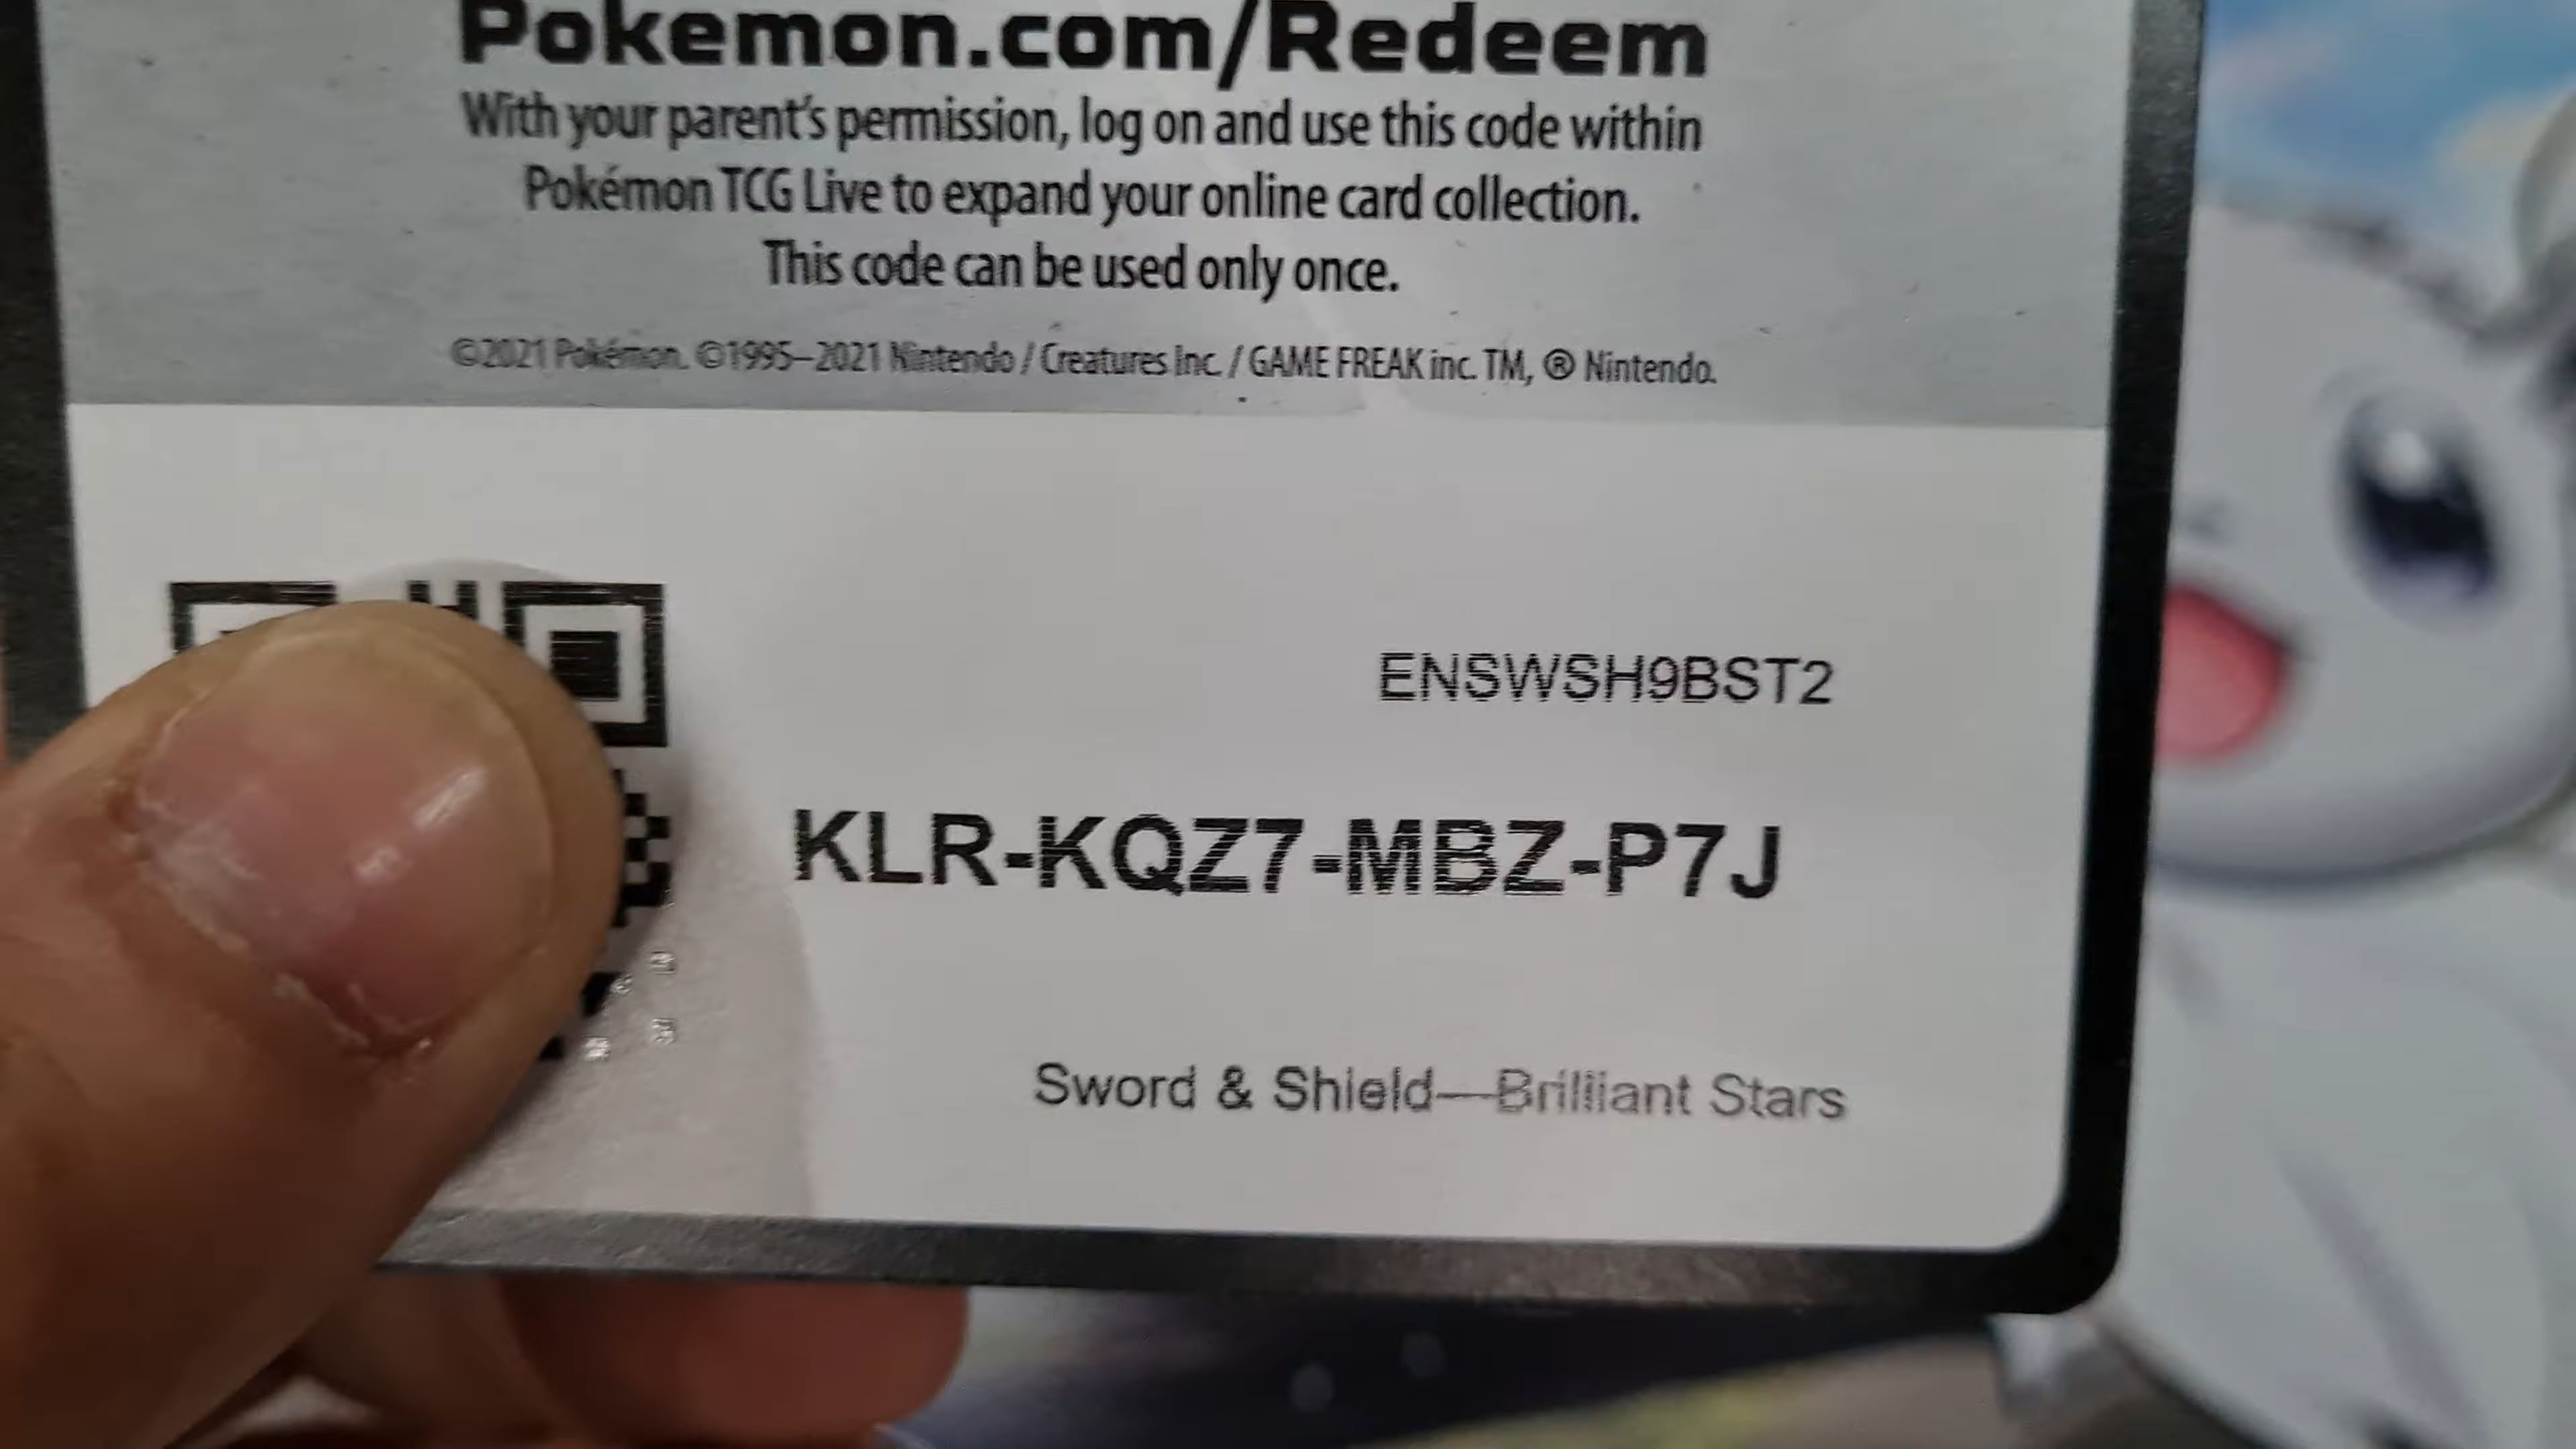 Pokemon.com/Redeem
With your parent's permission, log on and use this code within
Pokémon TCG Live to expand your online card collection.
This code can be used only once.
©2021 Pokémon. ©1995–2021 Nintendo / Creatures Inc. / GAME FREAK inc. TM, ® Nintendo.
ENSWSH9BST2
KLR-KQZ7-MBZ-P7J
Sword & Shield—Brilliant Stars